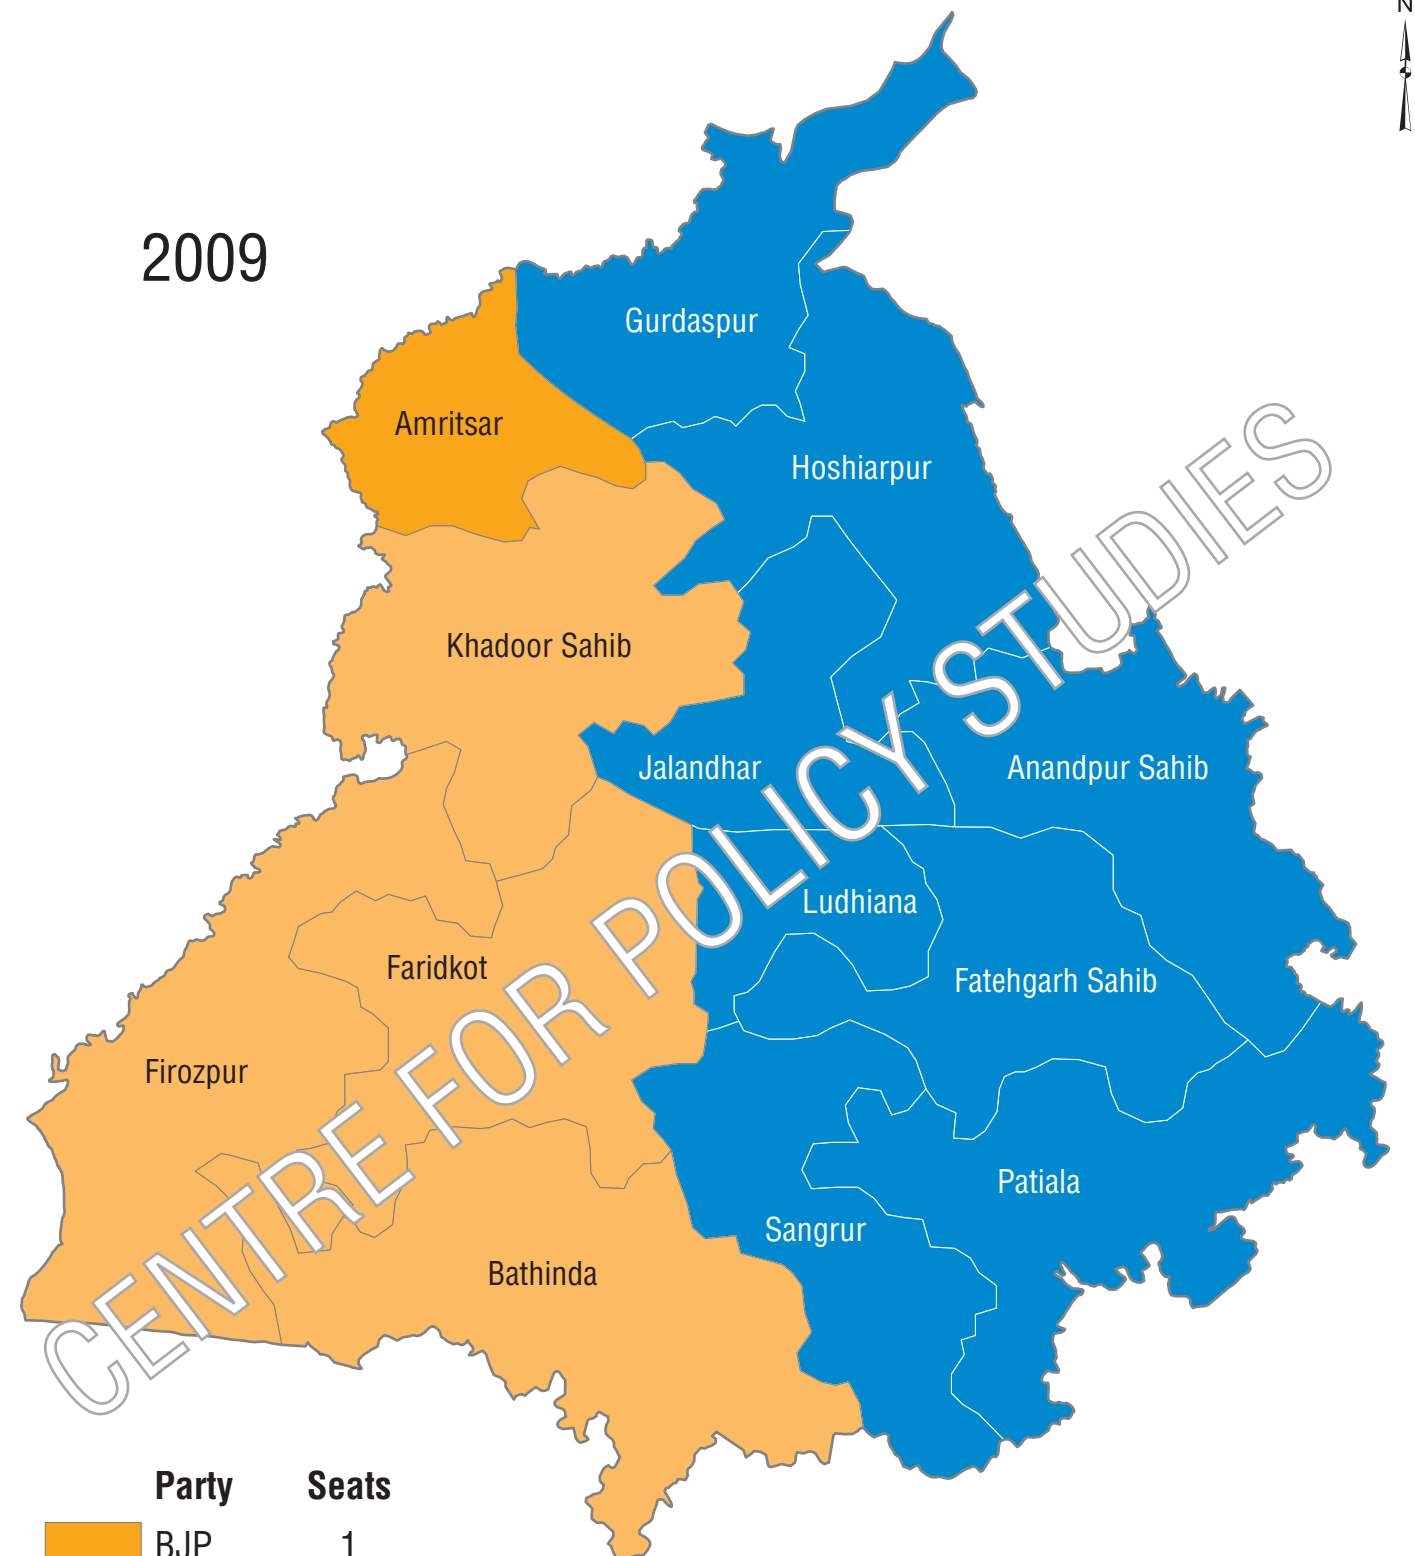 N
2009
Gurdaspur
Amritsar
Hoshiarpur
Khadoor Sahib
Jalandhar
Anandpur Sahib
Ludhiana
Faridkot
Fatehgarh Sahib
Firozpur
Patiala
Sangrur
Bathinda
CENTRE FOR POLICY STUDIES
Party Seats
BJP 1